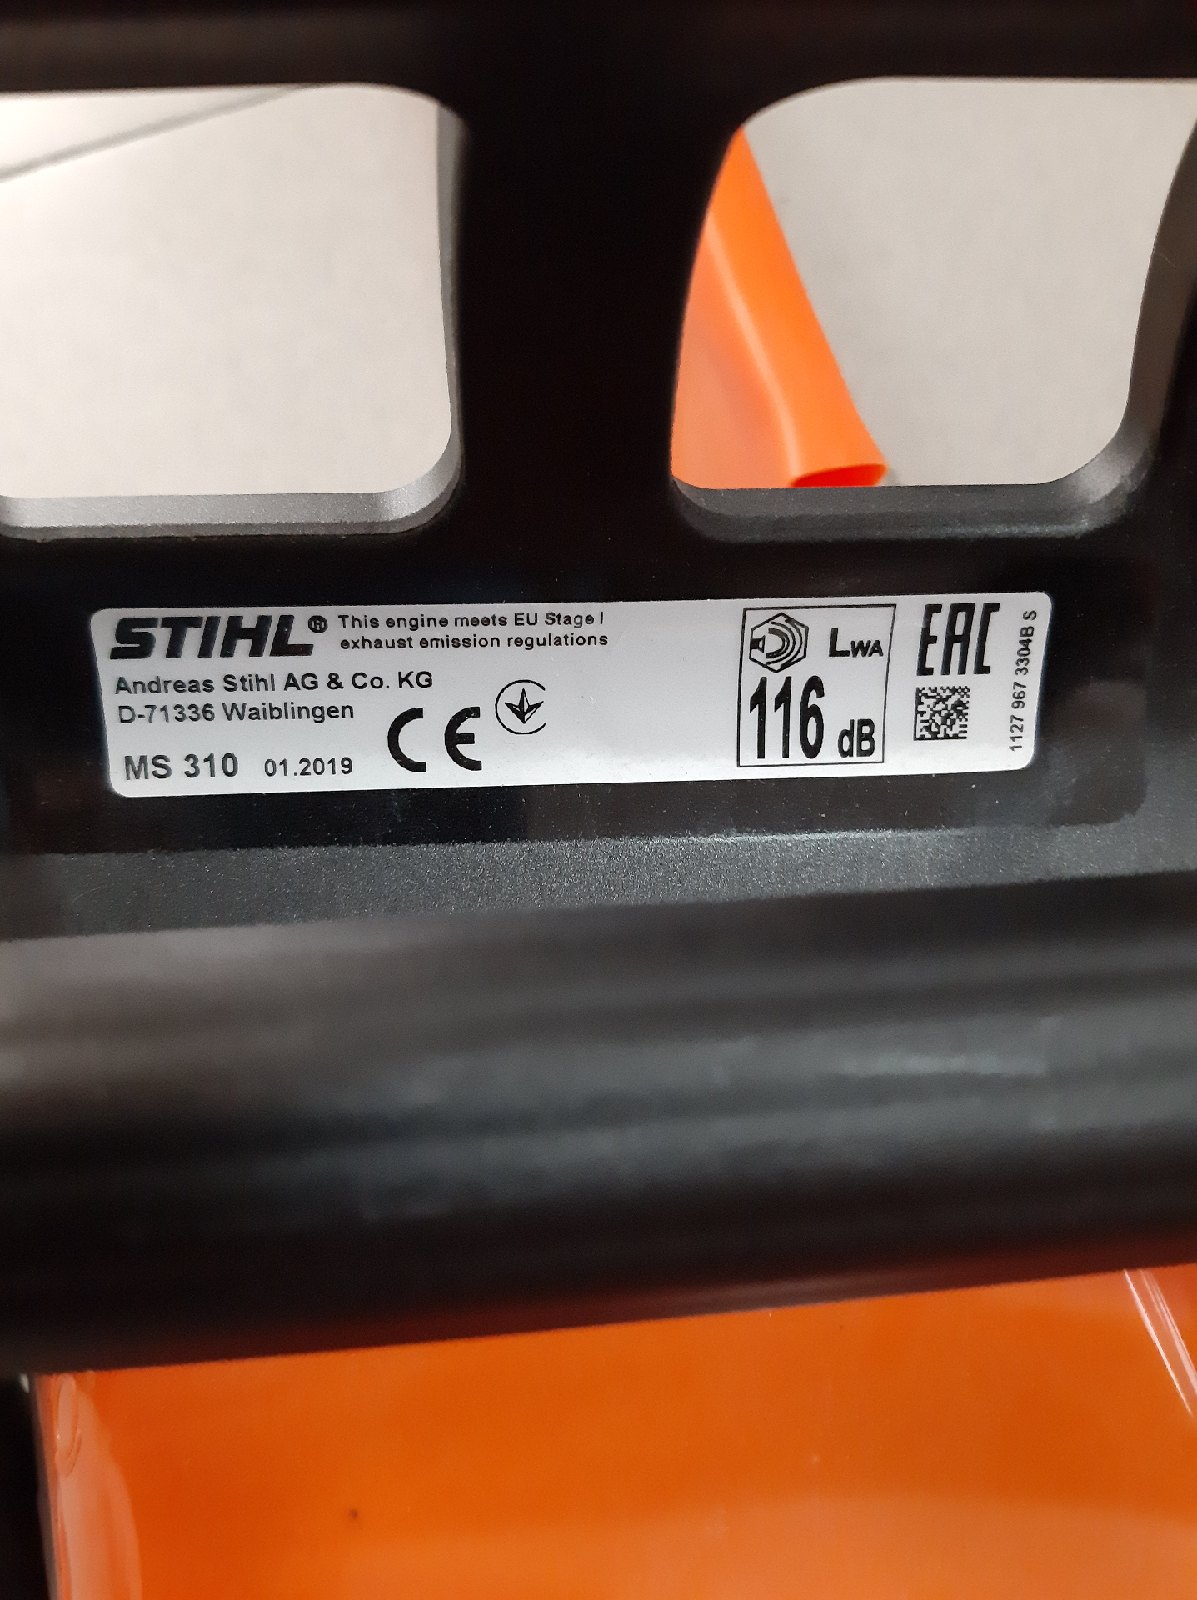 STIHL® This engine meets EU Stage I
exhaust emission regulations
Andreas Stihl AG & Co. KG
D-71336 Waiblingen
CE
MS 310 01.2019
LWA
116 dB
EAC
1127 967 3304B S